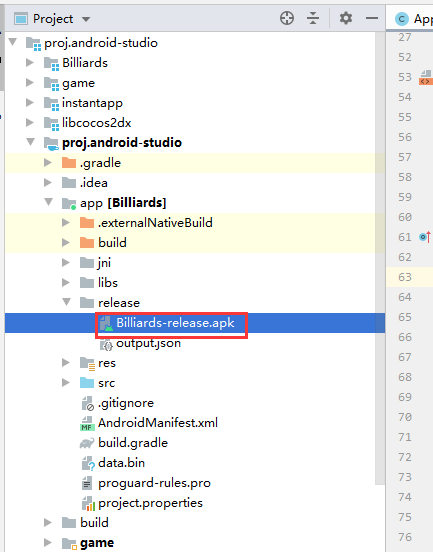 Project
App
proj.android-studio
Billiards
game
instantapp
libcocos2dx
proj.android-studio
.gradle
.idea
app [Billiards]
.externalNativeBuild
build
jni
libs
release
Billiards-release.apk
output.json
res
src
.gitignore
AndroidManifest.xml
build.gradle
data.bin
proguard-rules.pro
project.properties
build
game
27
52
53
54
55
56
57
58
59
60
61
62
63
64
65
66
67
68
69
70
71
72
73
74
75
76